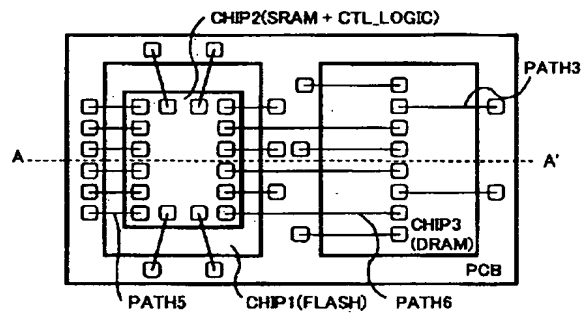 CHIP2(SRAM + CTL_LOGIC)
PATH3
A
A'
CHIP3
(DRAM)
PCB
PATH5
CHIP1(FLASH)
PATH6